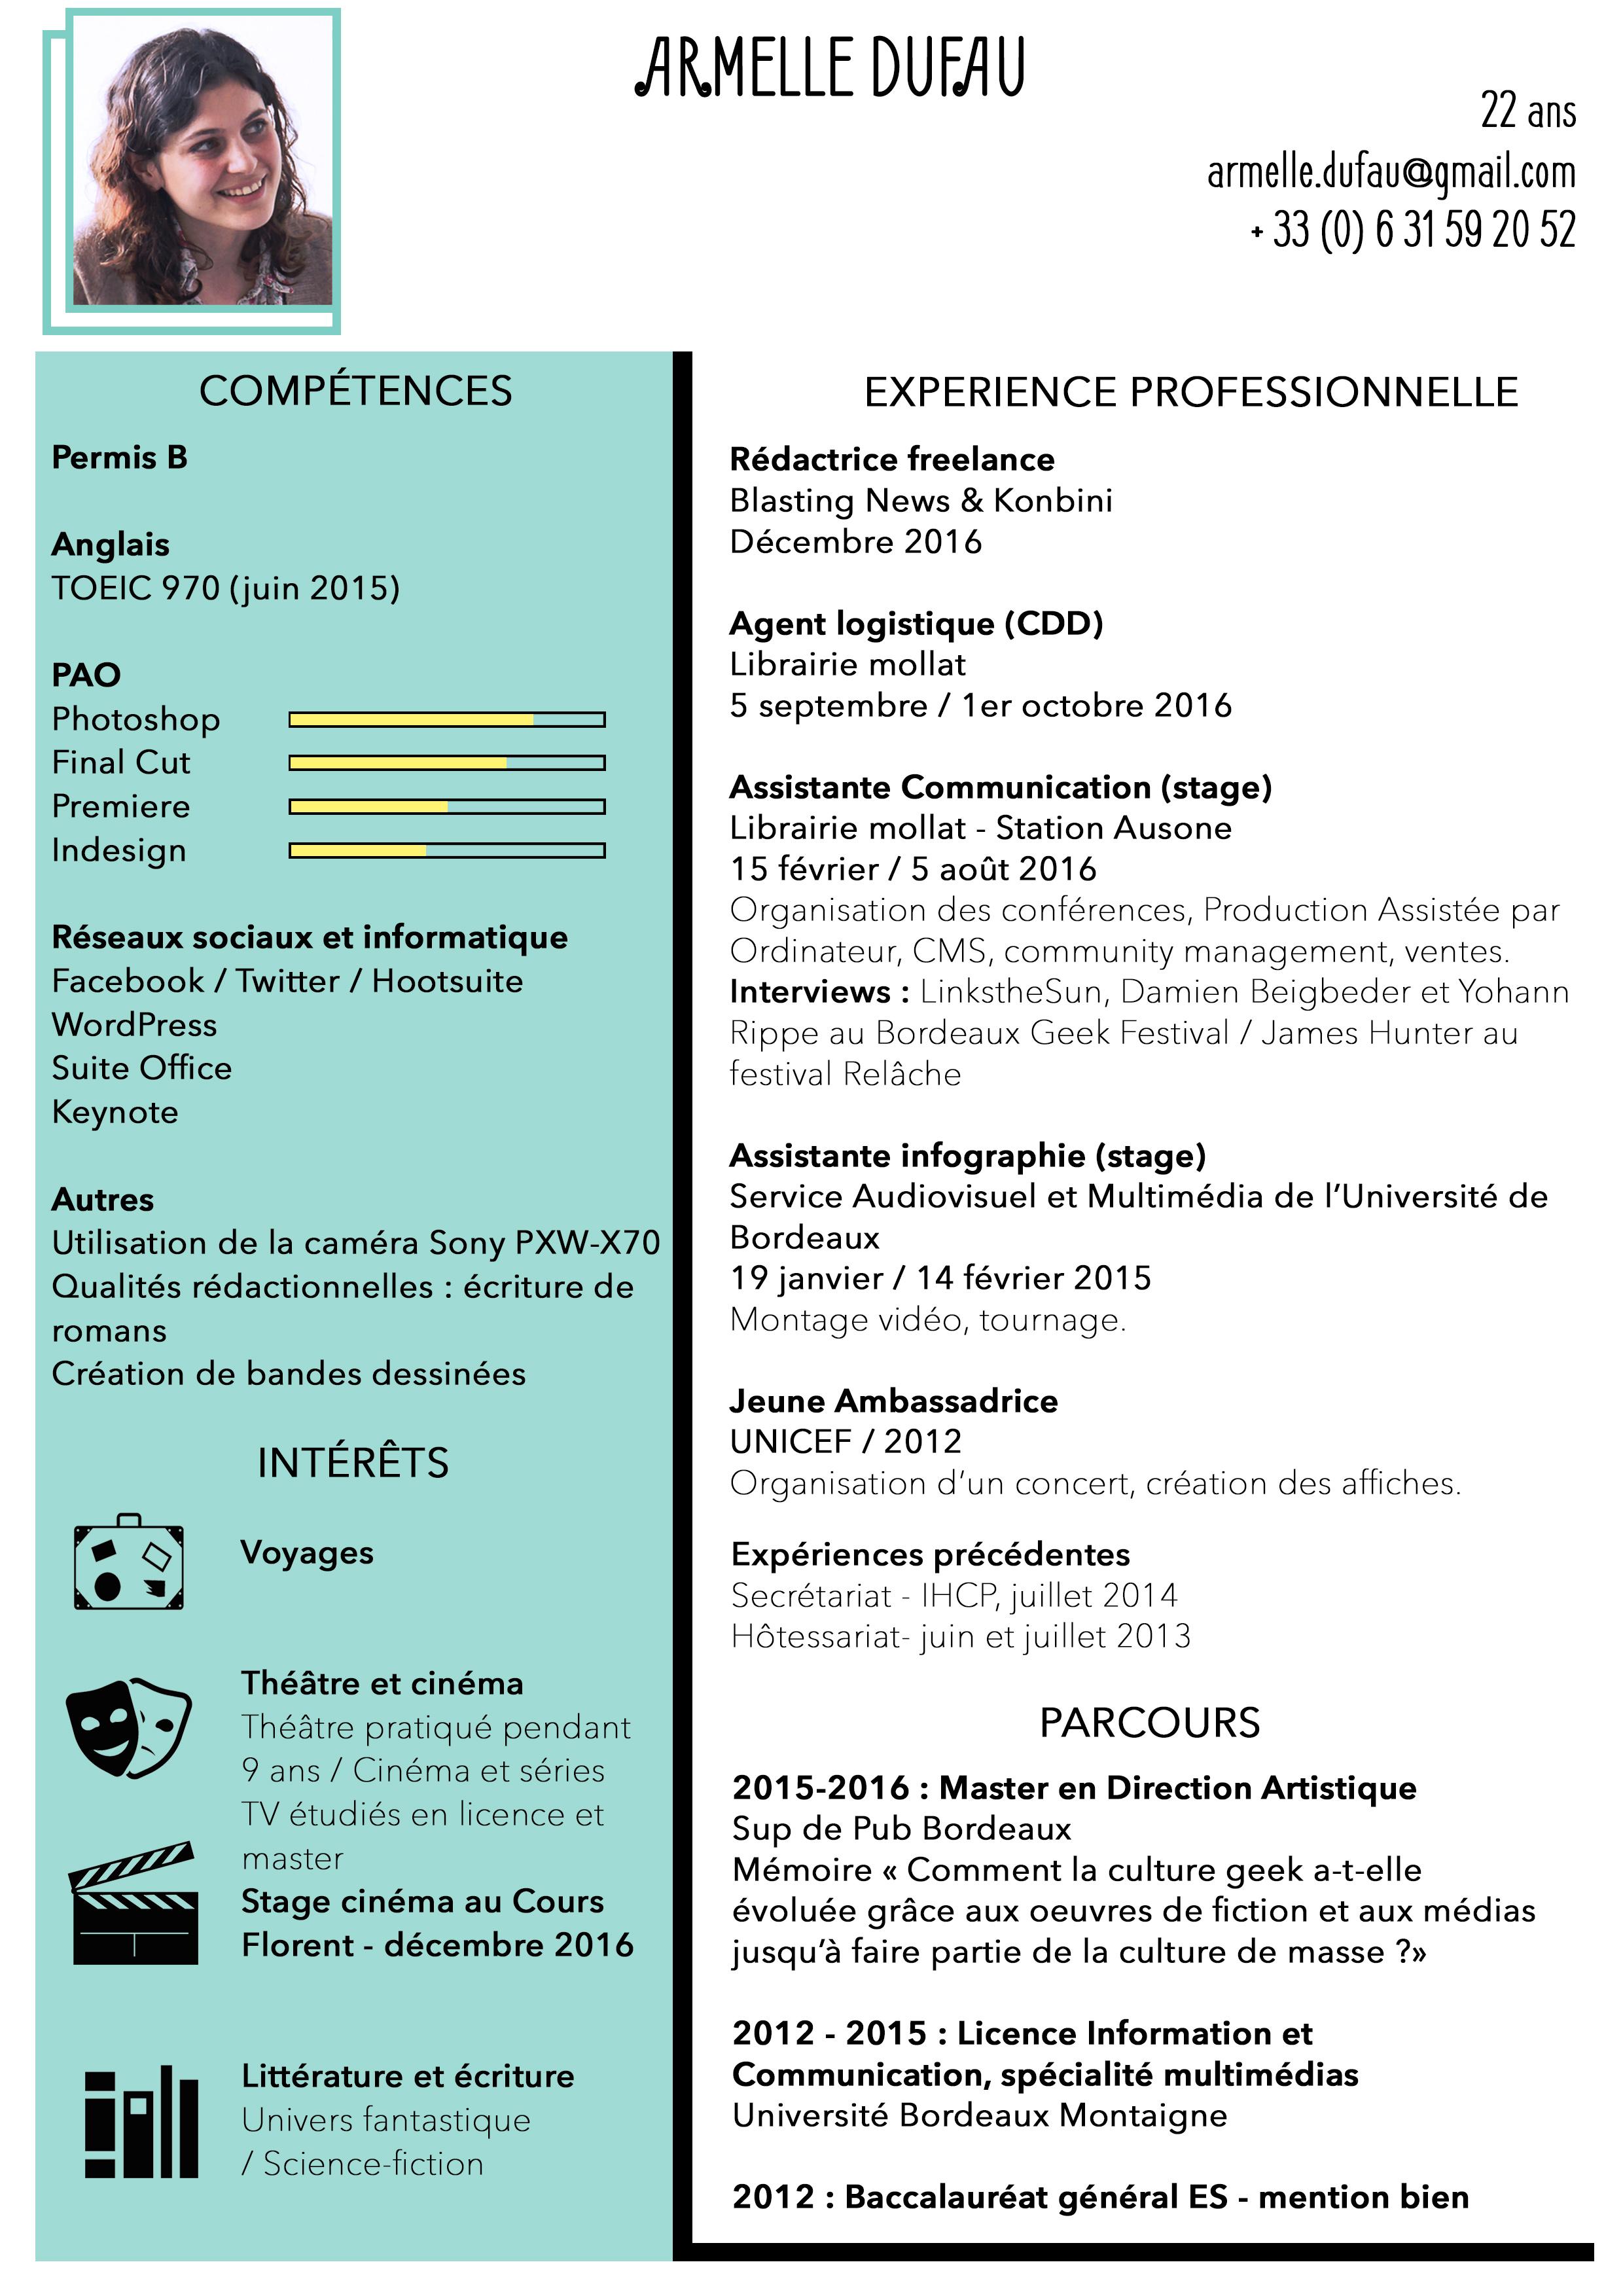 ARMELLE DUFAU
22 ans
armelle.dufau@gmail.com
+ 33 (0) 6 31 59 20 52
COMPÉTENCES
Permis B
Anglais
TOEIC 970 (juin 2015)
PAO
Photoshop
Final Cut
Premiere
Indesign
Réseaux sociaux et informatique
Facebook / Twitter / Hootsuite
WordPress
Suite Office
Keynote
Autres
Utilisation de la caméra Sony PXW-X70
Qualités rédactionnelles : écriture de
romans
Création de bandes dessinées
INTÉRÊTS
Voyages
Théâtre et cinéma
Théâtre pratiqué pendant
9 ans / Cinéma et séries
TV étudiés en licence et
master
Stage cinéma au Cours
Florent - décembre 2016
Littérature et écriture
Univers fantastique
/ Science-fiction
EXPERIENCE PROFESSIONNELLE
Rédactrice freelance
Blasting News & Konbini
Décembre 2016
Agent logistique (CDD)
Librairie mollat
5 septembre / 1er octobre 2016
Assistante Communication (stage)
Librairie mollat - Station Ausone
15 février / 5 août 2016
Organisation des conférences, Production Assistée par
Ordinateur, CMS, community management, ventes.
Interviews : LinkstheSun, Damien Beigbeder et Yohann
Rippe au Bordeaux Geek Festival / James Hunter au
festival Relâche
Assistante infographie (stage)
Service Audiovisuel et Multimédia de l’Université de
Bordeaux
19 janvier / 14 février 2015
Montage vidéo, tournage.
Jeune Ambassadrice
UNICEF / 2012
Organisation d’un concert, création des affiches.
Expériences précédentes
Secrétariat - IHCP, juillet 2014
Hôtessariat- juin et juillet 2013
PARCOURS
2015-2016 : Master en Direction Artistique
Sup de Pub Bordeaux
Mémoire « Comment la culture geek a-t-elle
évoluée grâce aux oeuvres de fiction et aux médias
jusqu’à faire partie de la culture de masse ?»
2012 - 2015 : Licence Information et
Communication, spécialité multimédias
Université Bordeaux Montaigne
2012 : Baccalauréat général ES - mention bien